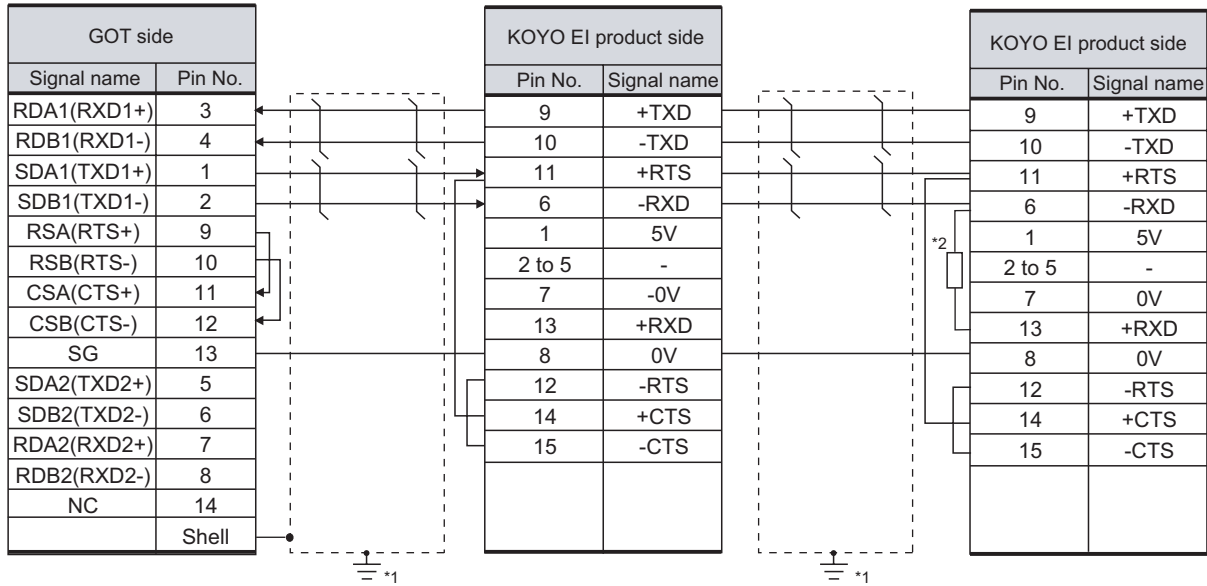 GOT side
Signal name Pin No.
RDA1(RXD1+) 3
RDB1(RXD1-) 4
SDA1(TXD1+) 1
SDB1(TXD1-) 2
RSA(RTS+) 9
RSB(RTS-) 10
CSA(CTS+) 11
CSB(CTS-) 12
SG 13
SDA2(TXD2+) 5
SDB2(TXD2-) 6
RDA2(RXD2+) 7
RDB2(RXD2-) 8
NC 14
Shell
*1
KOYO EI product side
Pin No. Signal name
9 +TXD
10 -TXD
11 +RTS
6 -RXD
1 5V
2 to 5 -
7 -0V
13 +RXD
8 0V
12 -RTS
14 +CTS
15 -CTS
*1
KOYO EI product side
Pin No. Signal name
9 +TXD
10 -TXD
11 +RTS
6 -RXD
*2
1 5V
2 to 5 -
7 0V
13 +RXD
8 0V
12 -RTS
14 +CTS
15 -CTS